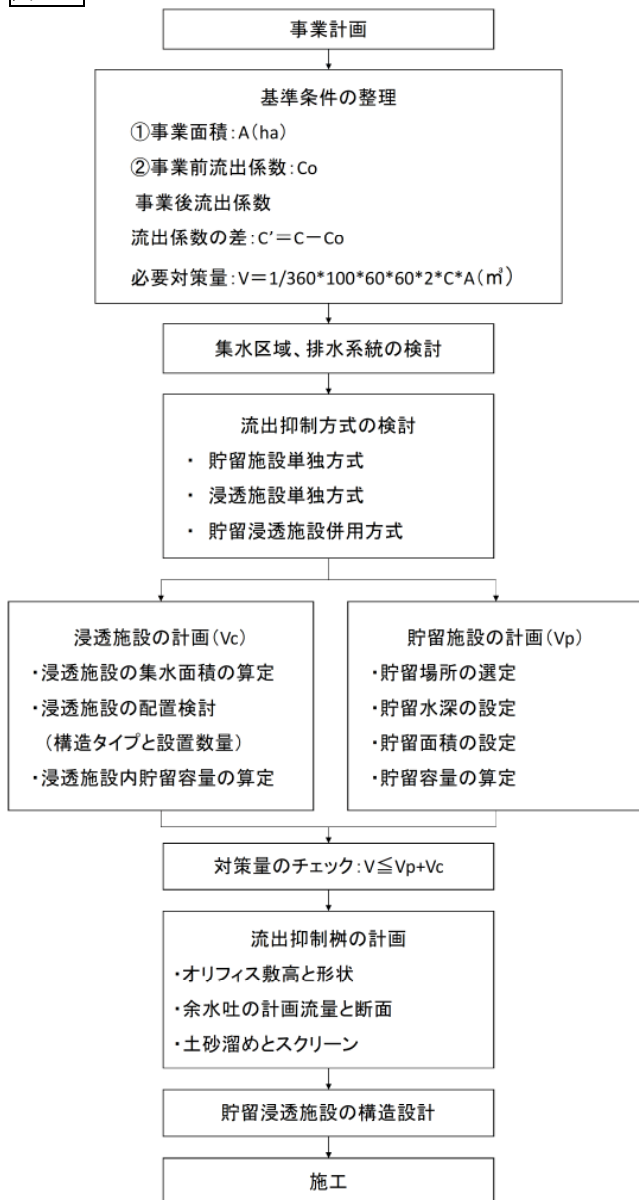 事業計画
基準条件の整理
①事業面積：A(ha)
②事業前流出係数：Co
事業後流出係数
流出係数の差：C'＝C－Co
必要対策量：V＝1/360*100*60*60*2*C*A(㎥)
集水区域、排水系統の検討
流出抑制方式の検討
・ 貯留施設単独方式
・ 浸透施設単独方式
・ 貯留浸透施設併用方式
浸透施設の計画(Vc)
・浸透施設の集水面積の算定
・浸透施設の配置検討
（構造タイプと設置数量）
・浸透施設内貯留容量の算定
貯留施設の計画(Vp)
・貯留場所の選定
・貯留水深の設定
・貯留面積の設定
・貯留容量の算定
対策量のチェック：V≦Vp+Vc
流出抑制桝の計画
・オリフィス敷高と形状
・余水吐の計画流量と断面
・土砂溜めとスクリーン
貯留浸透施設の構造設計
施工